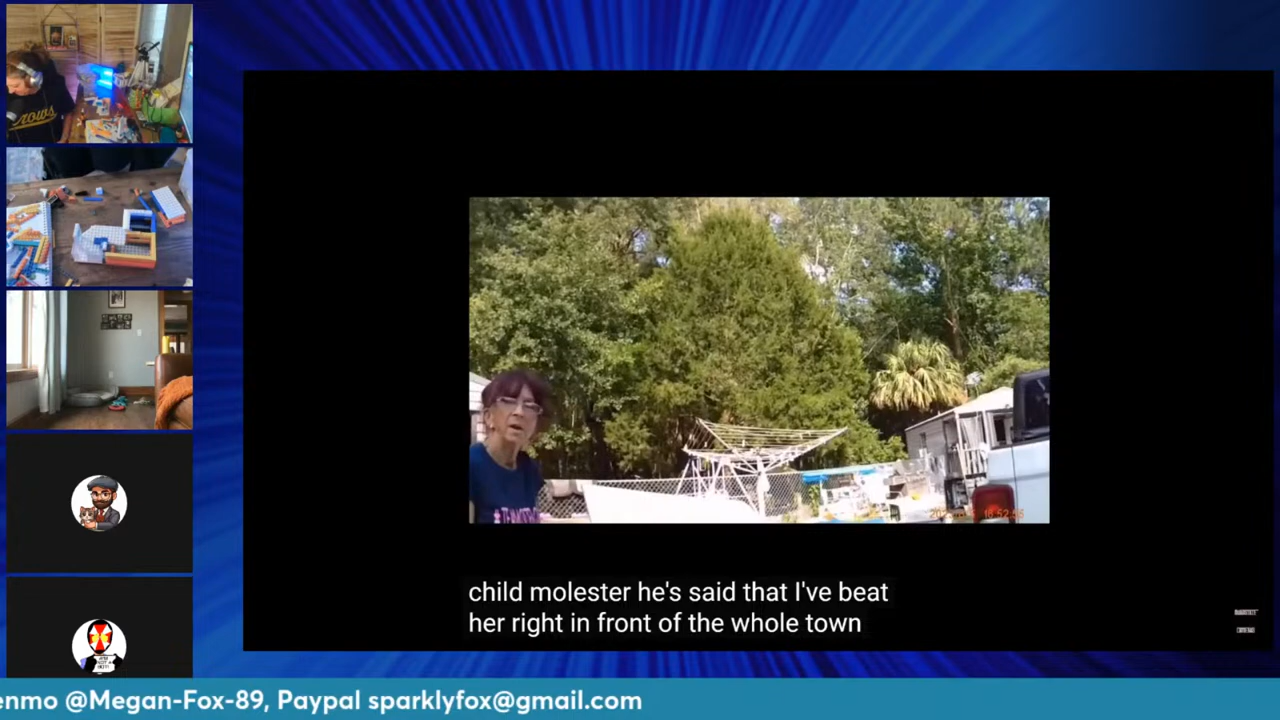 child molester he's said that I've beat
her right in front of the whole town
enmo @Megan-Fox-89, Paypal sparklyfox@gmail.com